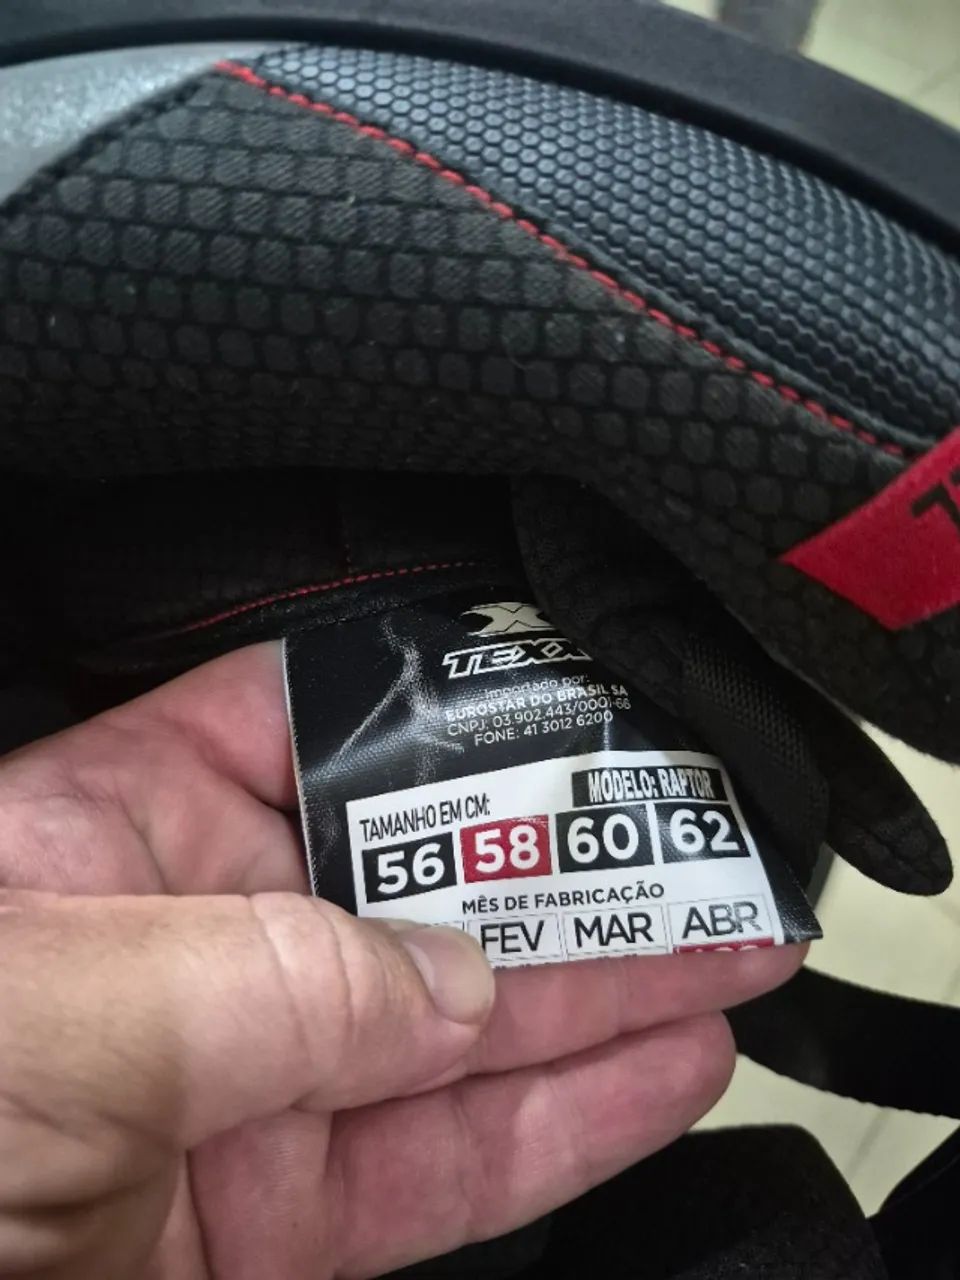 TEXX
Importado por:
EUROSTAR DO BRASIL SA
CNPJ: 03.902.443/0001-66
FONE: 41 3012 6200
MODELO: RAPTOR
TAMANHO EM CM:
56 58 60 62
MÊS DE FABRICAÇÃO
FEV MAR ABR